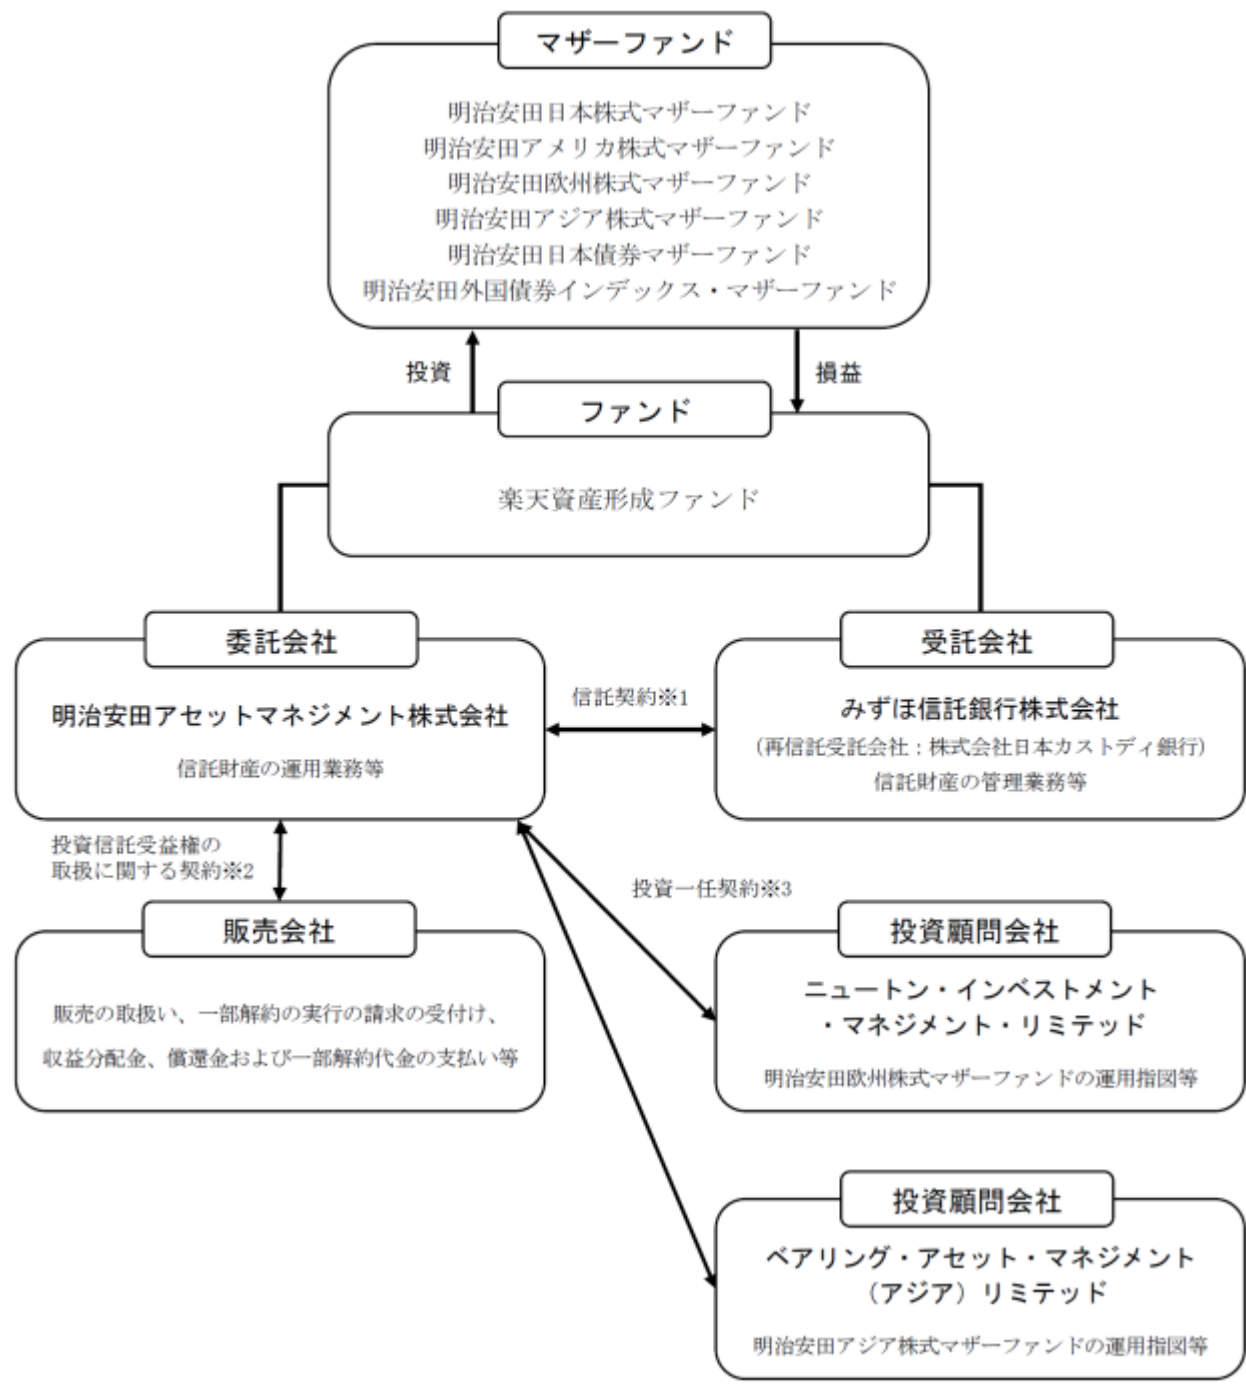 マザーファンド
明治安田日本株式マザーファンド
明治安田アメリカ株式マザーファンド
明治安田欧州株式マザーファンド
明治安田アジア株式マザーファンド
明治安田日本債券マザーファンド
明治安田外国債券インデックス・マザーファンド
投資
損益
ファンド
楽天資産形成ファンド
委託会社
明治安田アセットマネジメント株式会社
信託財産の運用業務等
信託契約※1
受託会社
みずほ信託銀行株式会社
(再信託受託会社：株式会社日本カストディ銀行)
信託財産の管理業務等
投資信託受益権の
取扱に関する契約※2
投資一任契約※3
販売会社
販売の取扱い、一部解約の実行の請求の受付け、
収益分配金、償還金および一部解約代金の支払い等
投資顧問会社
ニュートン・インベストメント
・マネジメント・リミテッド
明治安田欧州株式マザーファンドの運用指図等
投資顧問会社
ベアリング・アセット・マネジメント
（アジア）リミテッド
明治安田アジア株式マザーファンドの運用指図等